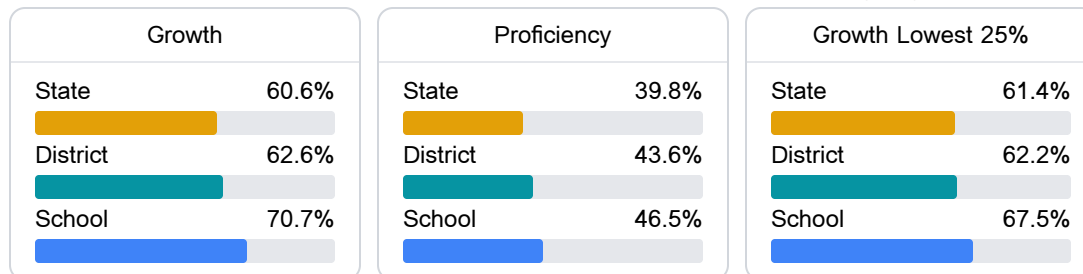 Growth
State 60.6%
District 62.6%
School 70.7%
Proficiency
State 39.8%
District 43.6%
School 46.5%
Growth Lowest 25%
State 61.4%
District 62.2%
School 67.5%